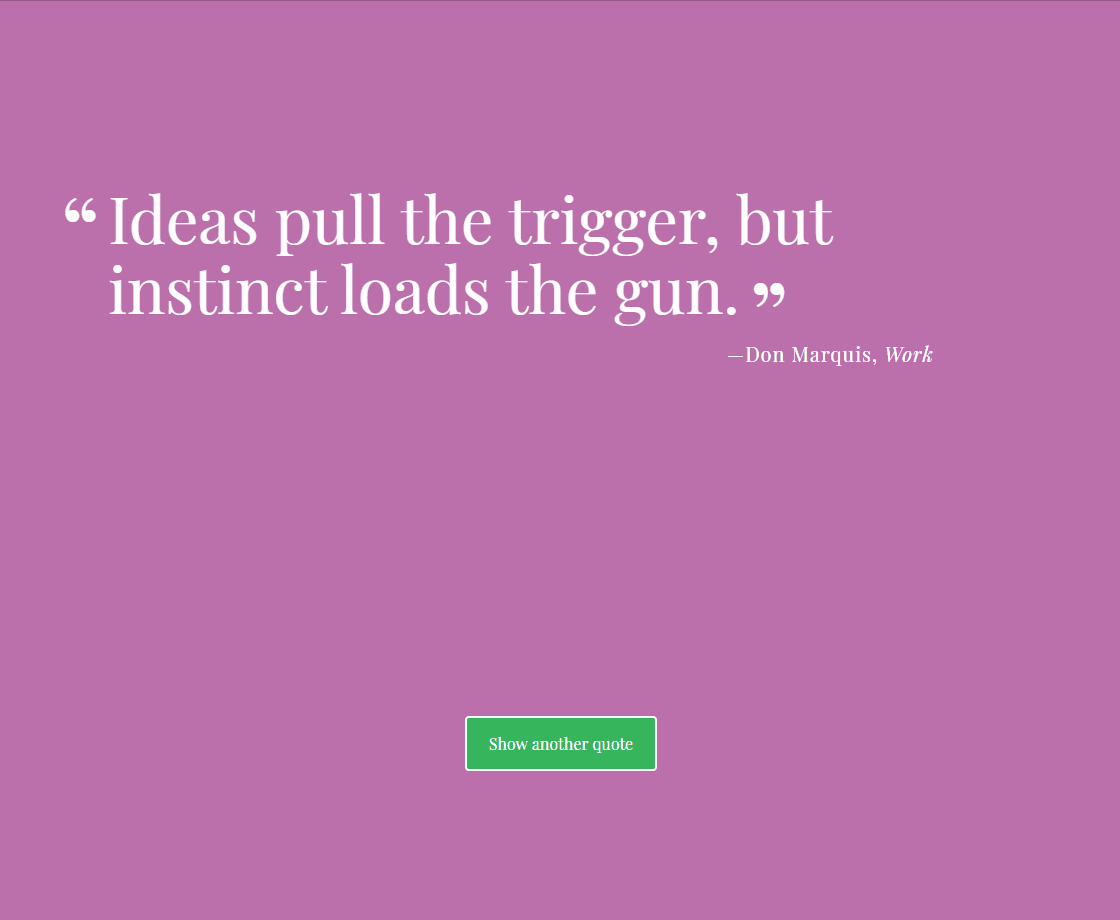 “Ideas pull the trigger, but
instinct loads the gun.”
—Don Marquis, Work
Show another quote